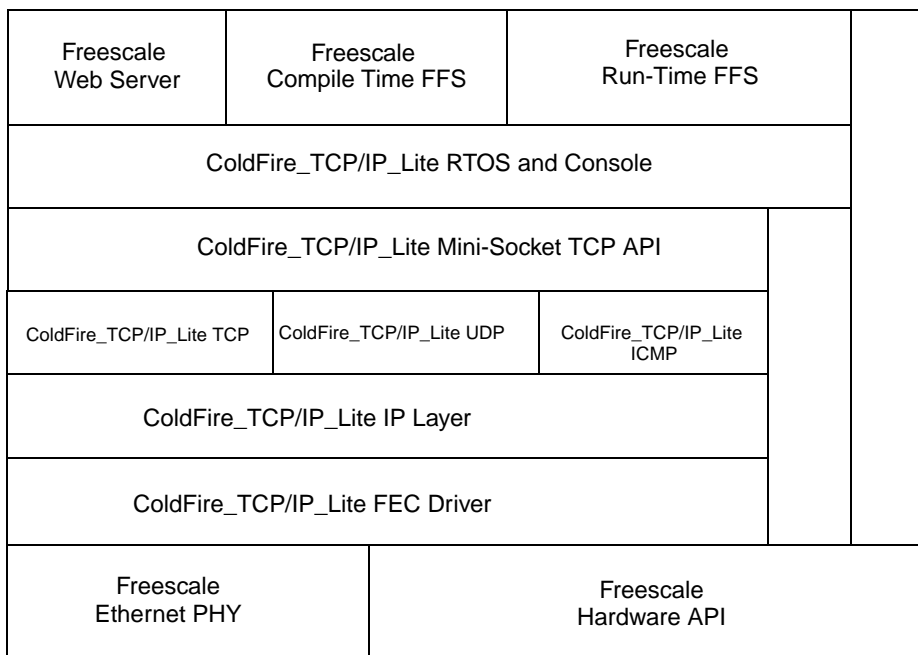 Freescale
Web Server
Freescale
Compile Time FFS
Freescale
Run-Time FFS
ColdFire_TCP/IP_Lite RTOS and Console
ColdFire_TCP/IP_Lite Mini-Socket TCP API
ColdFire_TCP/IP_Lite TCP
ColdFire_TCP/IP_Lite UDP
ColdFire_TCP/IP_Lite
ICMP
ColdFire_TCP/IP_Lite IP Layer
ColdFire_TCP/IP_Lite FEC Driver
Freescale
Ethernet PHY
Freescale
Hardware API